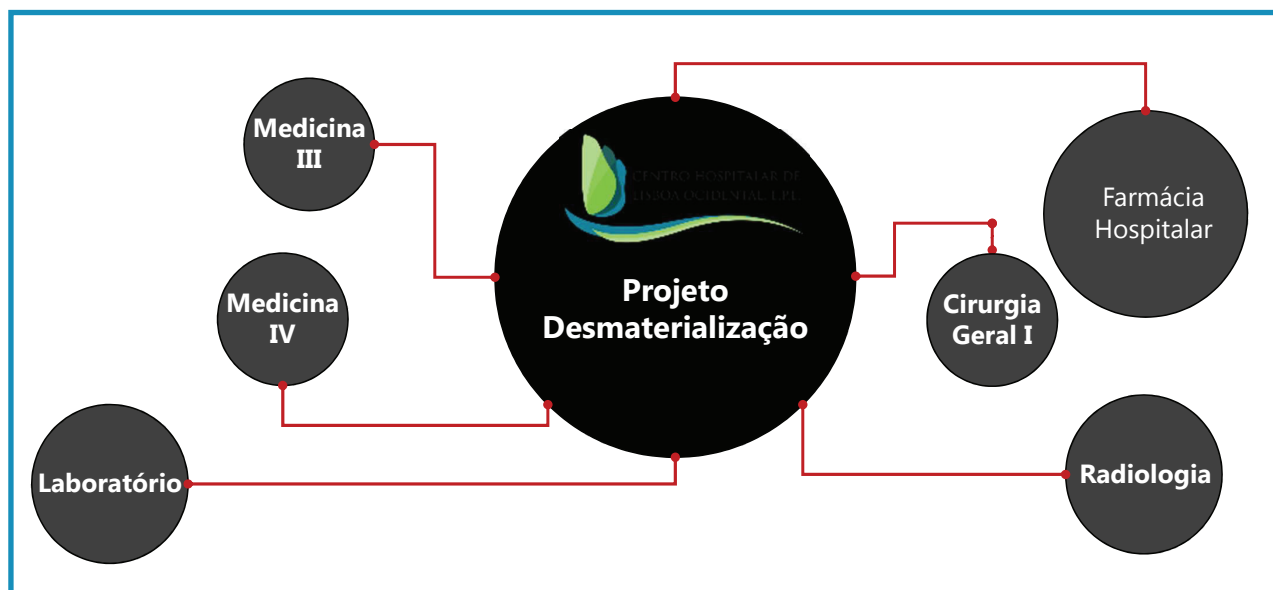 Medicina
III
Medicina
IV
Laboratório
CENTRO HOSPITALAR DE
LISBOA OCIDENTAL, E.P.E.
Projeto
Desmaterialização
Farmácia
Hospitalar
Cirurgia
Geral I
Radiologia